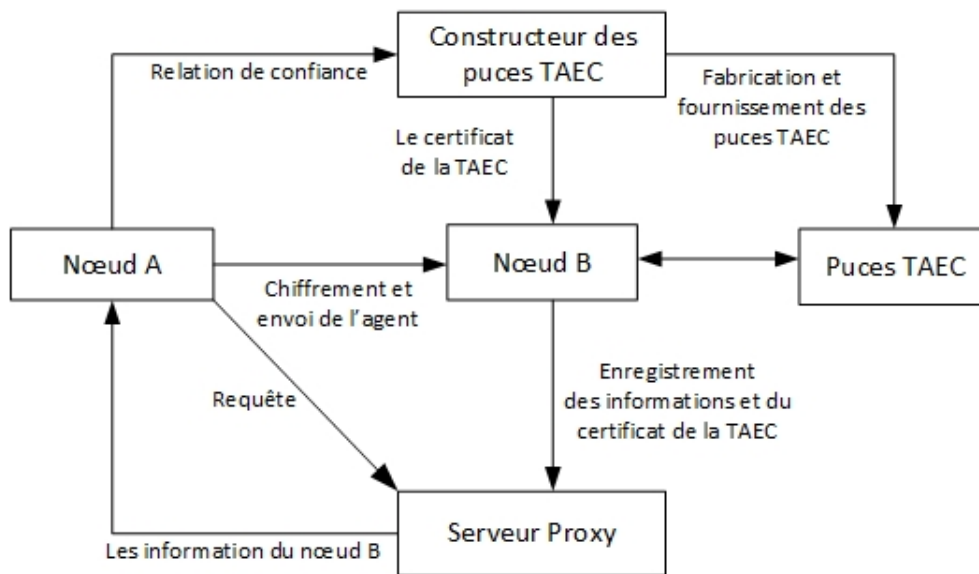 Constructeur des
puces TAEC
Relation de confiance
Fabrication et
fournissement des
puces TAEC
Le certificat
de la TAEC
Nœud A
Nœud B
Puces TAEC
Chiffrement et
envoi de l'agent
Requête
Enregistrement
des informations et du
certificat de la TAEC
Serveur Proxy
Les information du nœud B